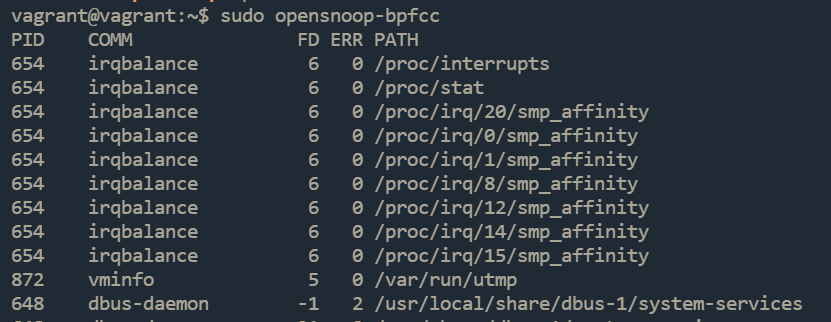 vagrant@vagrant:~$ sudo opensnoop-bpfcc
PID COMM FD ERR PATH
654 irqbalance 6 0 /proc/interrupts
654 irqbalance 6 0 /proc/stat
654 irqbalance 6 0 /proc/irq/20/smp_affinity
654 irqbalance 6 0 /proc/irq/0/smp_affinity
654 irqbalance 6 0 /proc/irq/1/smp_affinity
654 irqbalance 6 0 /proc/irq/8/smp_affinity
654 irqbalance 6 0 /proc/irq/12/smp_affinity
654 irqbalance 6 0 /proc/irq/14/smp_affinity
654 irqbalance 6 0 /proc/irq/15/smp_affinity
872 vminfo 5 0 /var/run/utmp
648 dbus-daemon -1 2 /usr/local/share/dbus-1/system-services